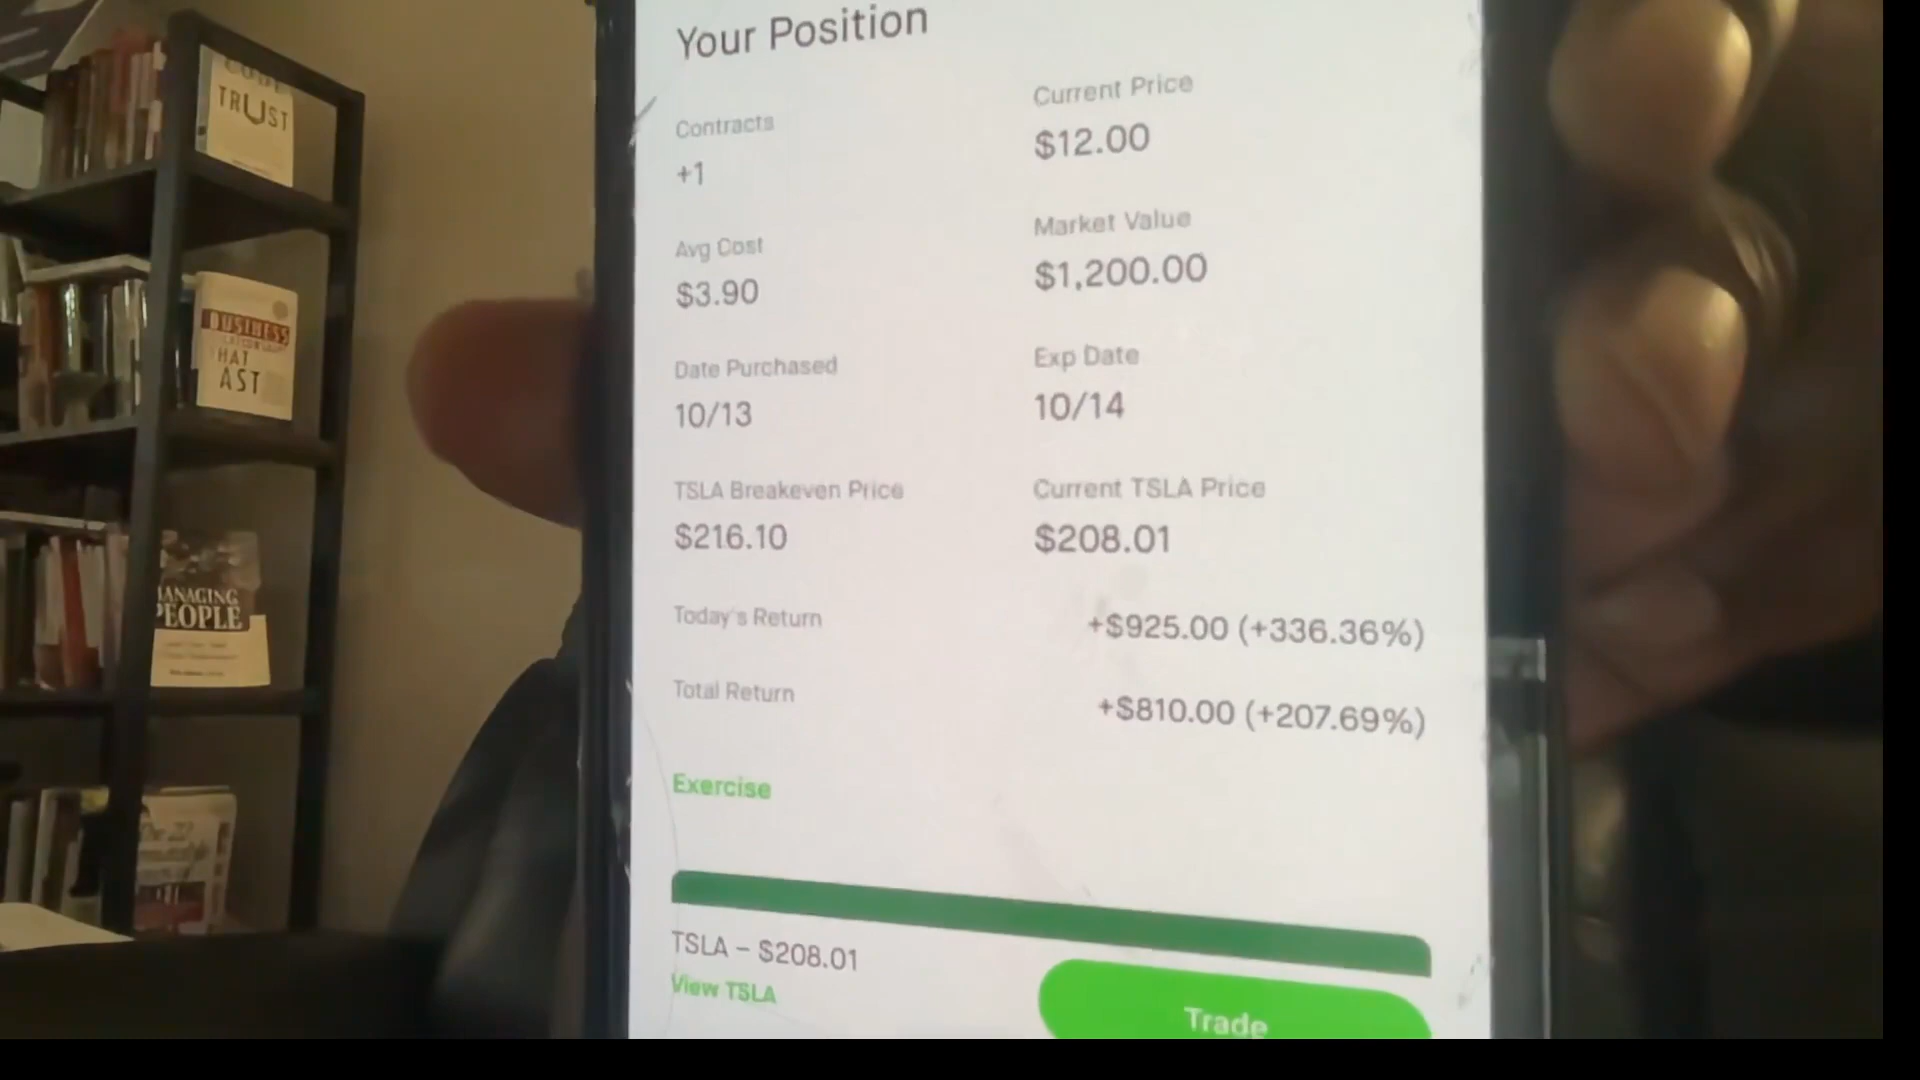 Your Position
Contracts
+1
Current Price
$12.00
Avg Cost
$3.90
Market Value
$1,200.00
Date Purchased
10/13
Exp Date
10/14
TSLA Breakeven Price
$216.10
Current TSLA Price
$208.01
Today's Return
+$925.00 (+336.36%)
Total Return
+$810.00 (+207.69%)
Exercise
TSLA – $208.01
View TSLA
Trade
TRUST
BUSINESS
HAT
AST
ANAGING
PEOPLE